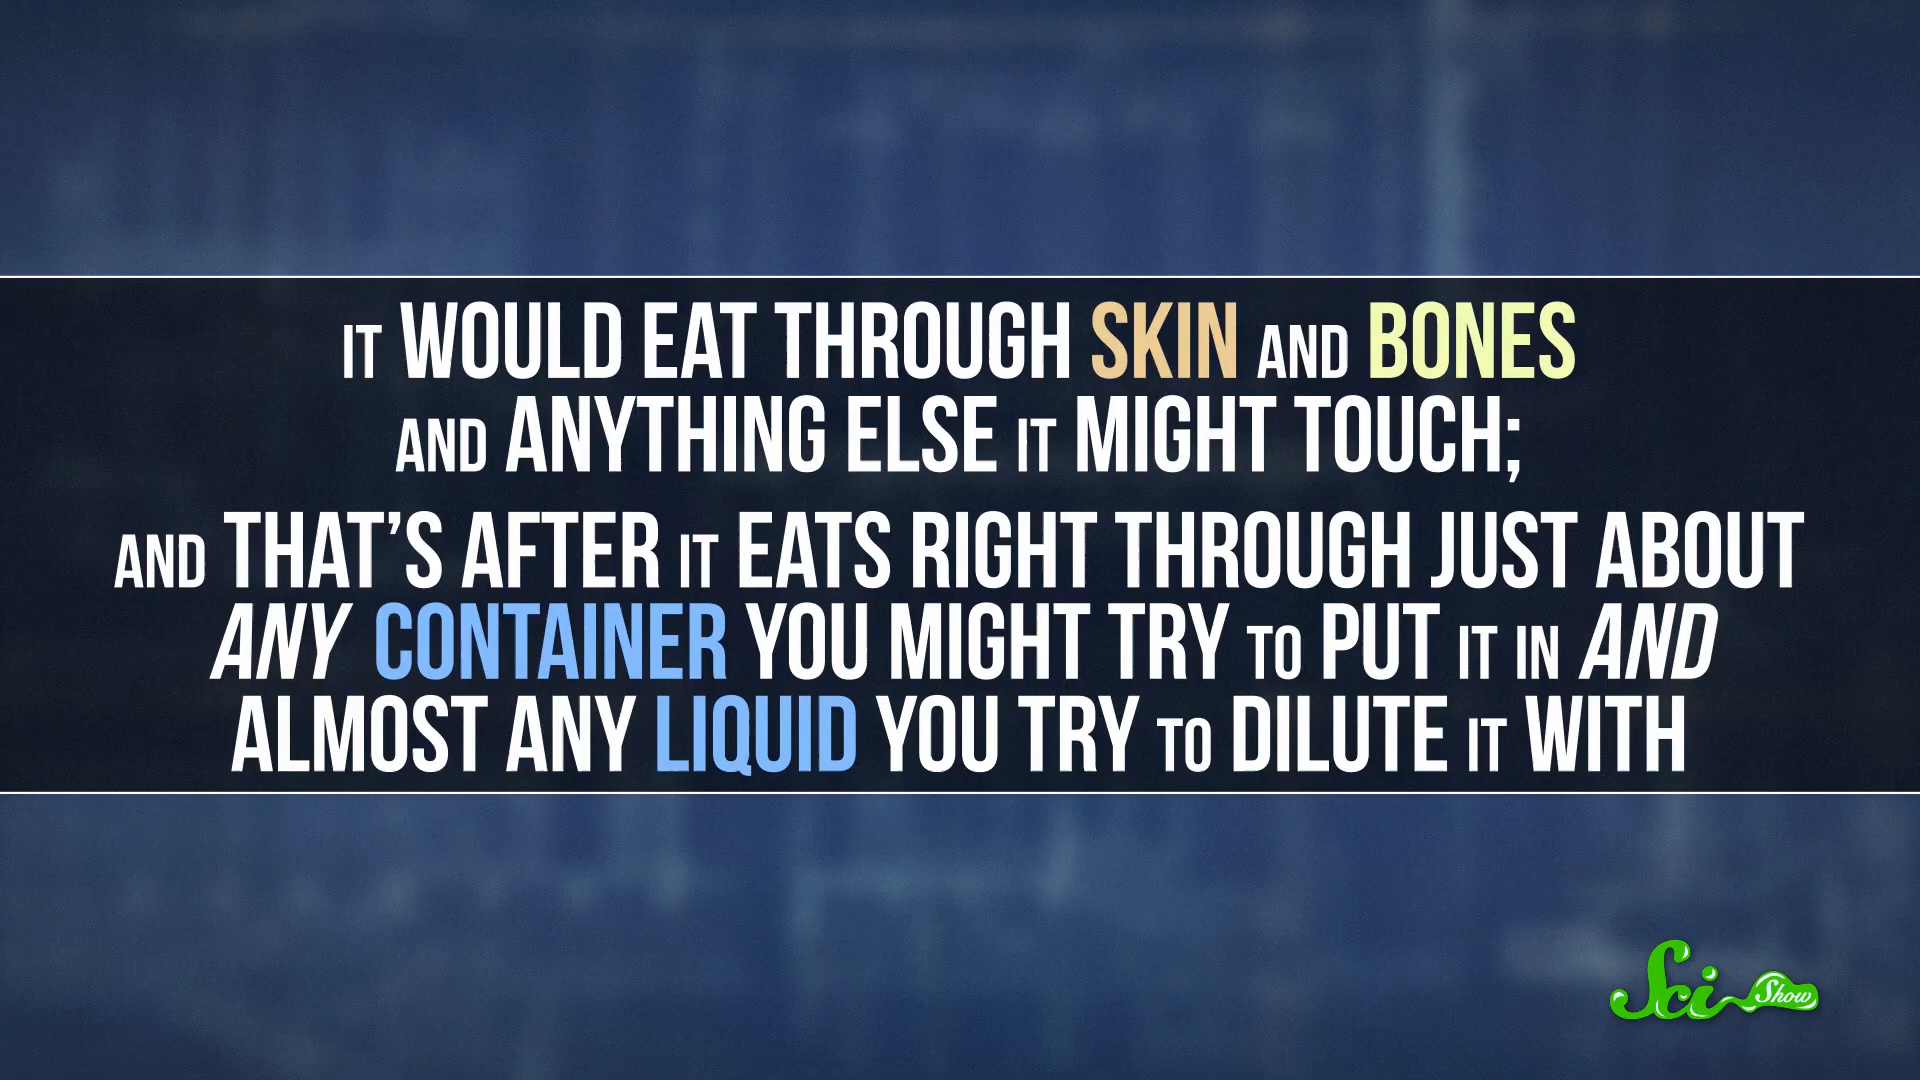 IT WOULD EAT THROUGH SKIN AND BONES
AND ANYTHING ELSE IT MIGHT TOUCH;
AND THAT'S AFTER IT EATS RIGHT THROUGH JUST ABOUT
ANY CONTAINER YOU MIGHT TRY TO PUT IT IN AND
ALMOST ANY LIQUID YOU TRY TO DILUTE IT WITH
Sci Show